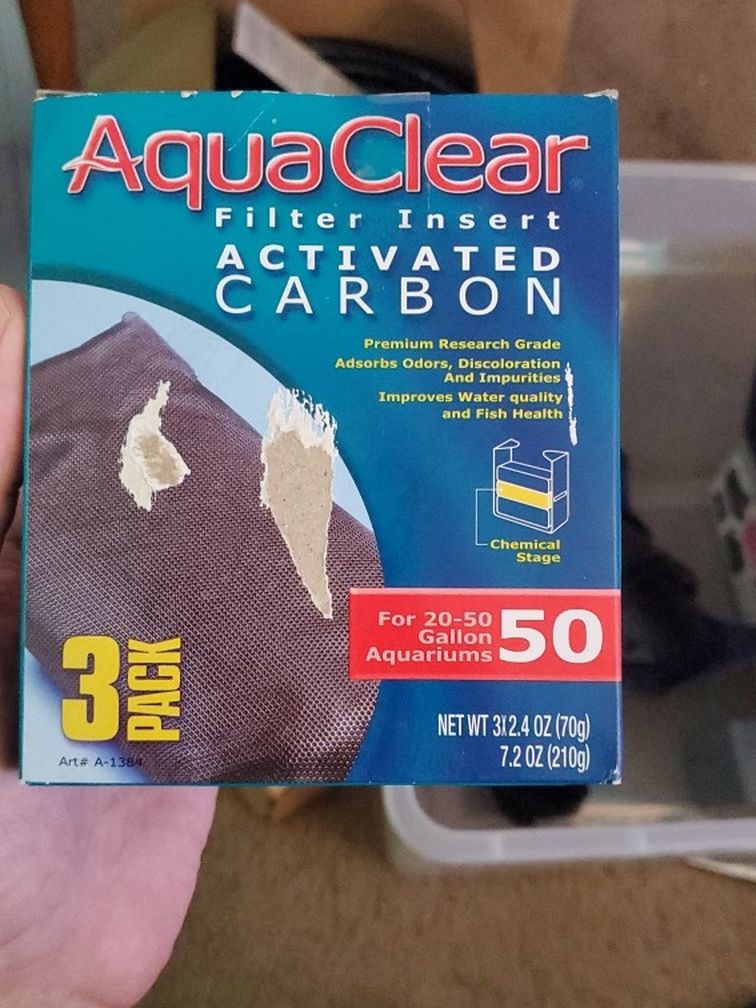 AquaClear
Filter Insert
ACTIVATED
CARBON
Premium Research Grade
Adsorbs Odors, Discoloration
And Impurities
Improves Water quality
and Fish Health
Chemical
Stage
For 20-50
Gallon
Aquariums
50
3
PACK
NET WT 3X2.4 OZ (70g)
7.2 OZ (210g)
Art# A-1384